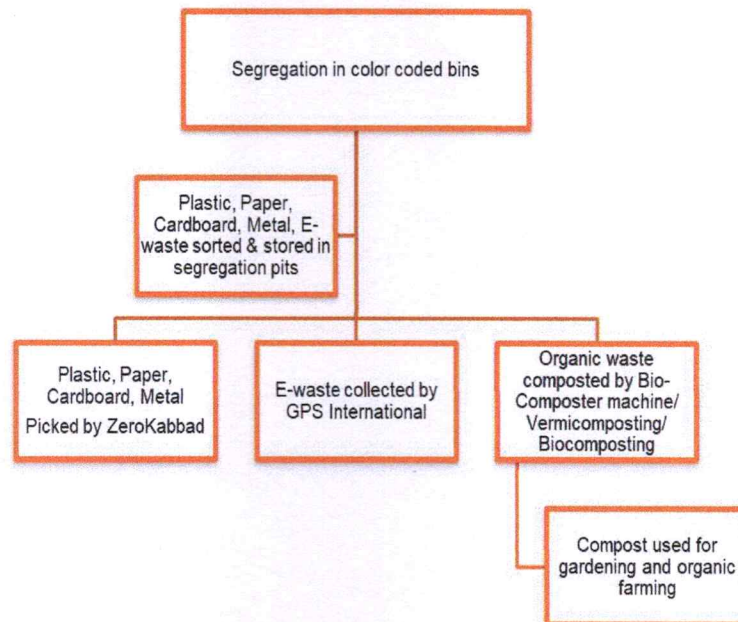 Segregation in color coded bins
Plastic, Paper,
Cardboard, Metal, E-
waste sorted & stored in
segregation pits
Plastic, Paper,
Cardboard, Metal
Picked by ZeroKabbad
E-waste collected by
GPS International
Organic waste
composted by Bio-
Composter machine/
Vermicomposting/
Biocomposting
Compost used for
gardening and organic
farming